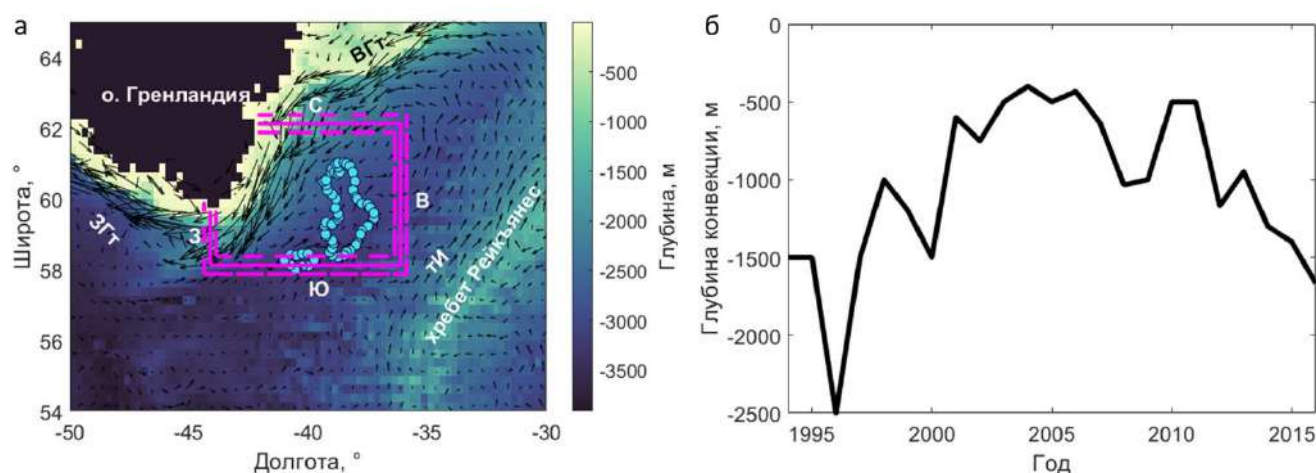 а
64
62
60
58
56
54
Широта, °
-50
-45
-40
-35
-30
Долгота, °
о. Гренландия
ВГт
С
В
З
ЗГт
Ю
тИ
хребет Рейкъянес
-500
-1000
-1500
-2000
-2500
-3000
-3500
Глубина, м
б
0
-500
-1000
-1500
-2000
-2500
Глубина конвекции, м
1995
2000
2005
2010
2015
Год